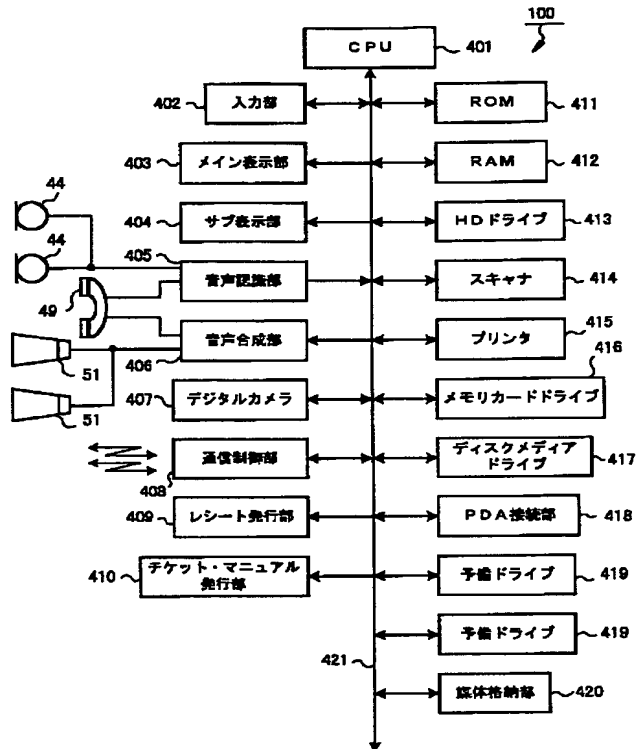 100
CPU 401
402 入力部 ROM 411
403 メイン表示部 RAM 412
44
404 サブ表示部 HDドライブ 413
44
405
音声認識部 スキャナ 414
49
音声合成部 プリンタ 415
406
416
51
407 デジタルカメラ メモリカードドライブ
51
通信制御部 ディスクメディアドライブ 417
408
409 レシート発行部 PDA接続部 418
410 チケット・マニュアル
発行部 予備ドライブ 419
予備ドライブ 419
421
媒体格納部 420